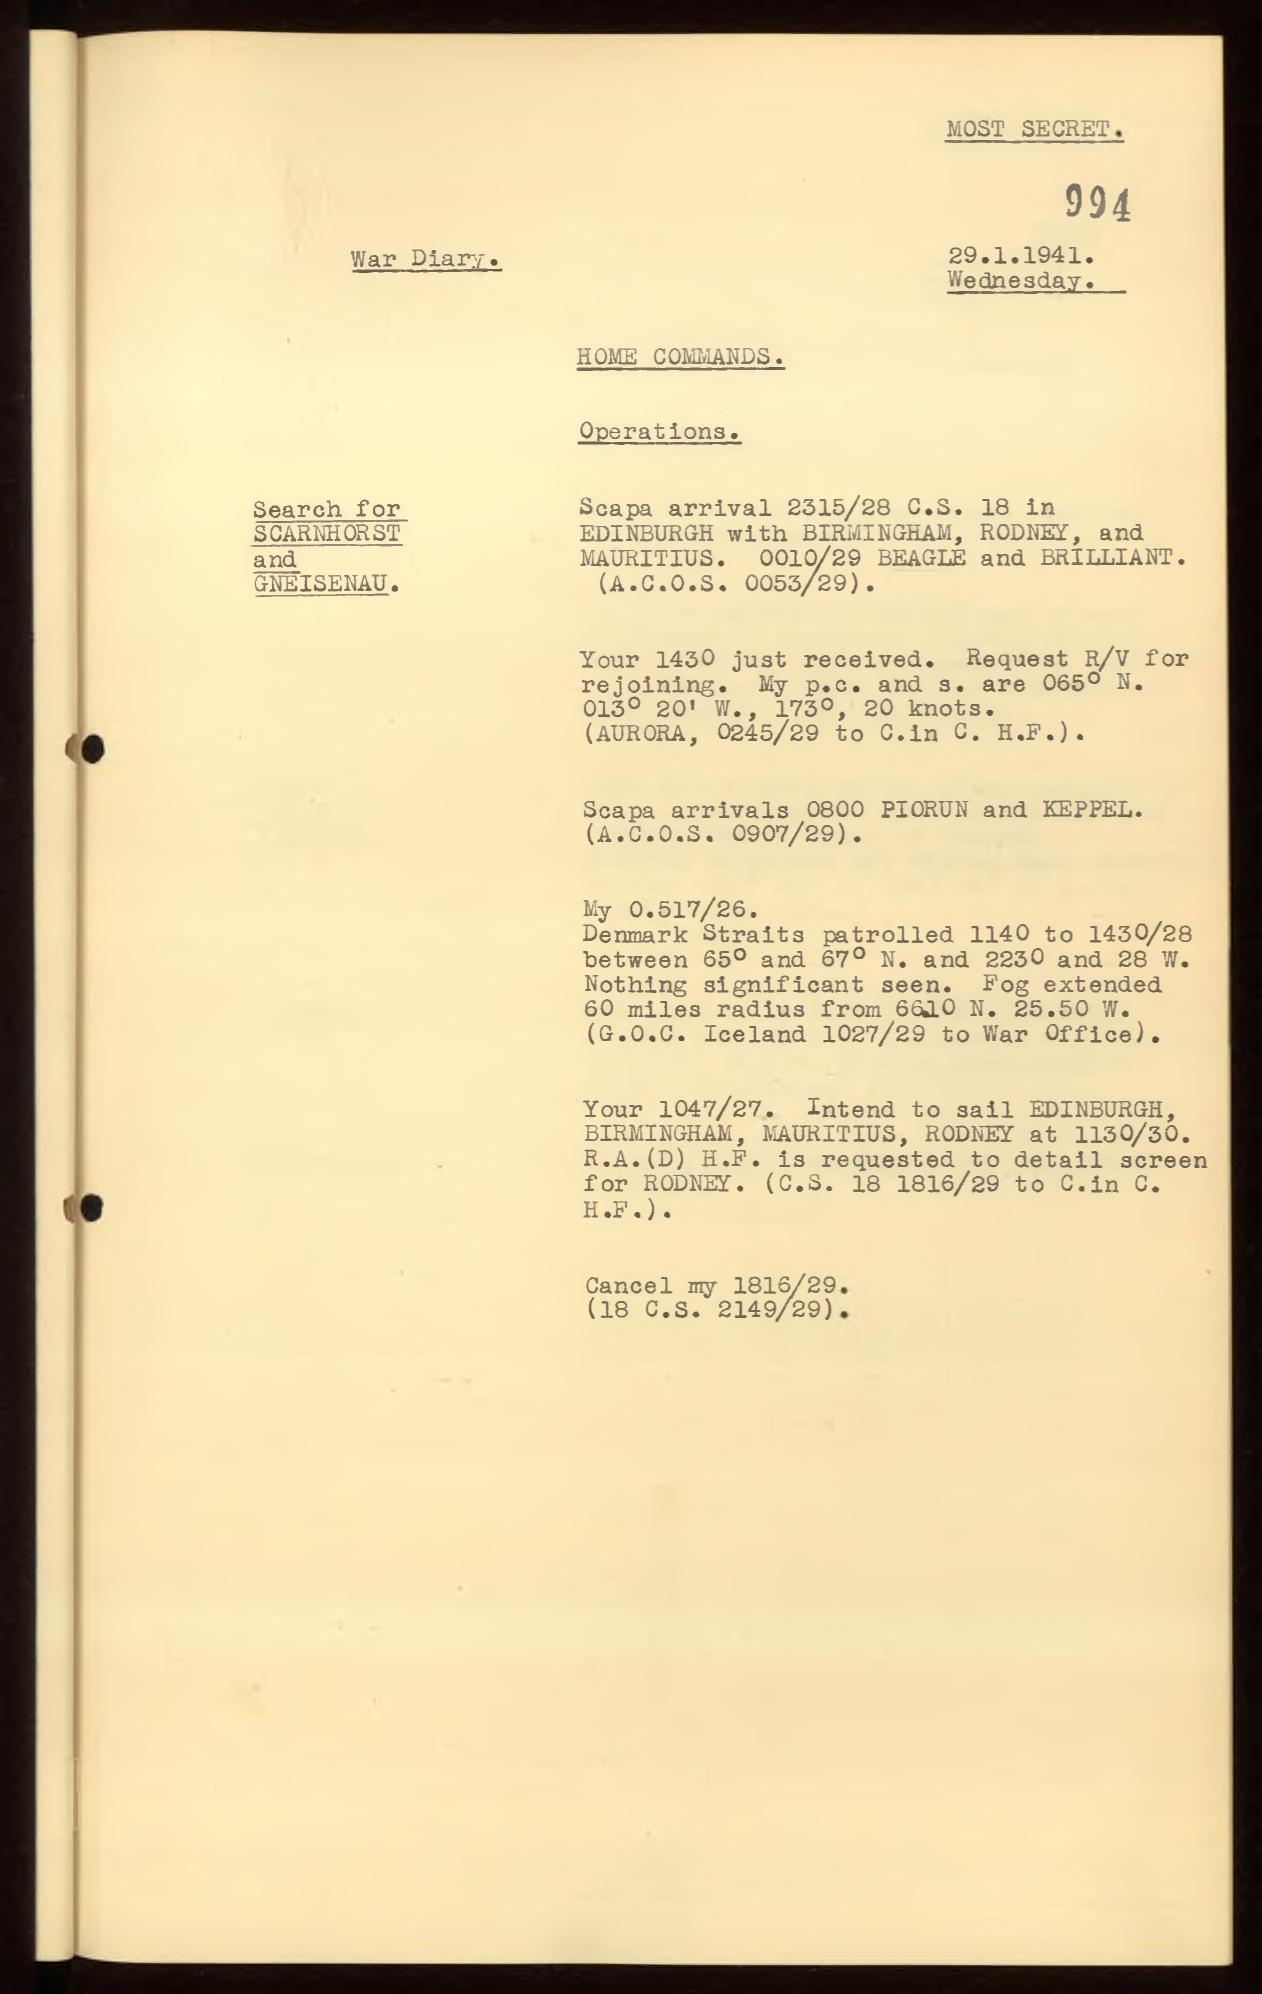 MOST SECRET.
994
War Diary.
29.1.1941.
Wednesday.
HOME COMMANDS.
Operations.
Search for
SCARNHORST
and
GNEISENAU.
Scapa arrival 2315/28 C.S. 18 in
EDINBURGH with BIRMINGHAM, RODNEY, and
MAURITIUS. 0010/29 BEAGLE and BRILLIANT.
(A.C.O.S. 0053/29).
Your 1430 just received. Request R/V for
rejoining. My p.c. and s. are 065° N.
013° 20' W., 173°, 20 knots.
(AURORA, 0245/29 to C.in C. H.F.).
Scapa arrivals 0800 PIORUN and KEPPEL.
(A.C.O.S. 0907/29).
My 0.517/26.
Denmark Straits patrolled 1140 to 1430/28
between 65° and 67° N. and 2230 and 28 W.
Nothing significant seen. Fog extended
60 miles radius from 66.10 N. 25.50 W.
(G.O.C. Iceland 1027/29 to War Office).
Your 1047/27. Intend to sail EDINBURGH,
BIRMINGHAM, MAURITIUS, RODNEY at 1130/30.
R.A.(D) H.F. is requested to detail screen
for RODNEY. (C.S. 18 1816/29 to C.in C.
H.F.).
Cancel my 1816/29.
(18 C.S. 2149/29).